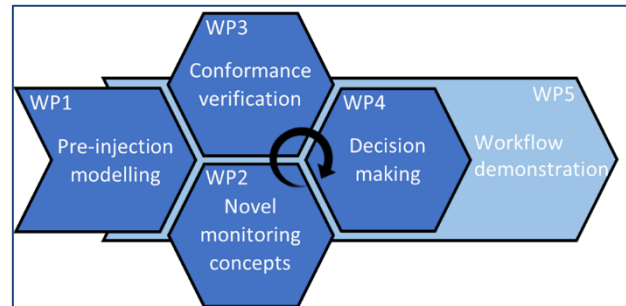 WP1
Pre-injection
modelling
WP3
Conformance
verification
WP2
Novel
monitoring
concepts
WP4
Decision
making
WP5
Workflow
demonstration